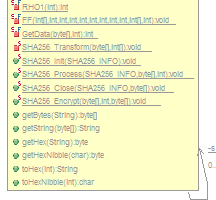 RHO1(int):int
FF(int[],int,int,int,int,int,int,int,int,int):void
GetData(byte[],int):int
SHA256_Transform(byte[],int[]):void
SHA256_Init(SHA256_INFO):void
SHA256_Process(SHA256_INFO,byte[],int):void
SHA256_Close(SHA256_INFO,byte[]):void
SHA256_Encrypt(byte[],int,byte[]):void
getBytes(String):byte[]
getString(byte[]):String
getHex(String):byte
getHexNibble(char):byte
toHex(int):String
toHexNibble(int):char
-s
0..